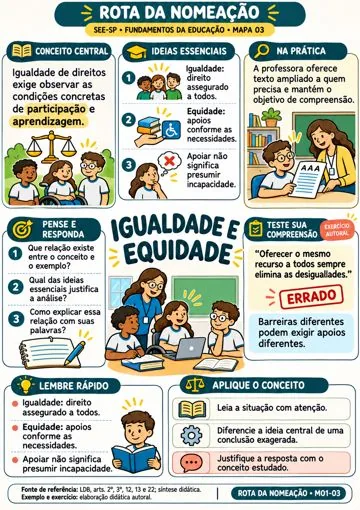 ROTA DA NOMEAÇÃO
SEE-SP • FUNDAMENTOS DA EDUCAÇÃO • MAPA 03
CONCEITO CENTRAL
Igualdade de direitos
exige observar as
condições concretas
de participação e
aprendizagem.
IDEIAS ESSENCIAIS
1
Igualdade:
direito
assegurado
a todos.
2
Equidade:
apoios
conforme as
necessidades.
3
Apoiar não
significa
presumir
incapacidade.
NA PRÁTICA
A professora oferece
texto ampliado a quem
precisa e mantém
o objetivo de compreensão.
AAA
PENSE E
RESPONDA
1
Que relação existe
entre o conceito e
o exemplo?
2
Qual das ideias
essenciais justifica
a análise?
3
Como explicar essa
relação com suas
palavras?
IGUALDADE E
EQUIDADE
TESTE SUA
COMPREENSÃO
EXERCÍCIO
AUTORAL
"Oferecer o mesmo
recurso a todos sempre
elimina as desigualdades."
ERRADO
Barreiras diferentes
podem exigir apoios
diferentes.
LEMBRE RÁPIDO
Igualdade: direito
assegurado a todos.
Equidade: apoios
conforme as
necessidades.
Apoiar não significa
presumir incapacidade.
APLIQUE O CONCEITO
Leia a situação com atenção.
Diferencie a ideia central de
uma conclusão exagerada.
Justifique a resposta com o
conceito estudado.
Fonte de referência: LDB, arts. 2º, 3º, 12, 13 e 22; síntese didática.
Exemplo e exercício: elaboração didática autoral.
ROTA DA NOMEAÇÃO • M01-03